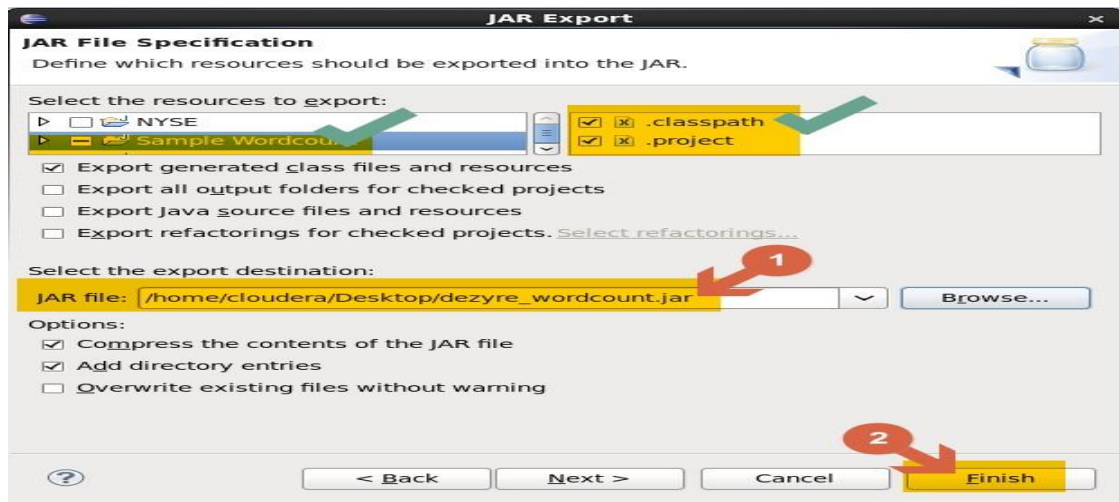 JAR Export
JAR File Specification
Define which resources should be exported into the JAR.
Select the resources to export:
NYSE
Sample Wordcount
.classpath
.project
Export generated class files and resources
Export all output folders for checked projects
Export Java source files and resources
Export refactorings for checked projects. Select refactorings...
1
Select the export destination:
JAR file: /home/cloudera/Desktop/dezyre_wordcount.jar Browse...
Options:
Compress the contents of the JAR file
Add directory entries
Overwrite existing files without warning
2
? < Back Next > Cancel Finish